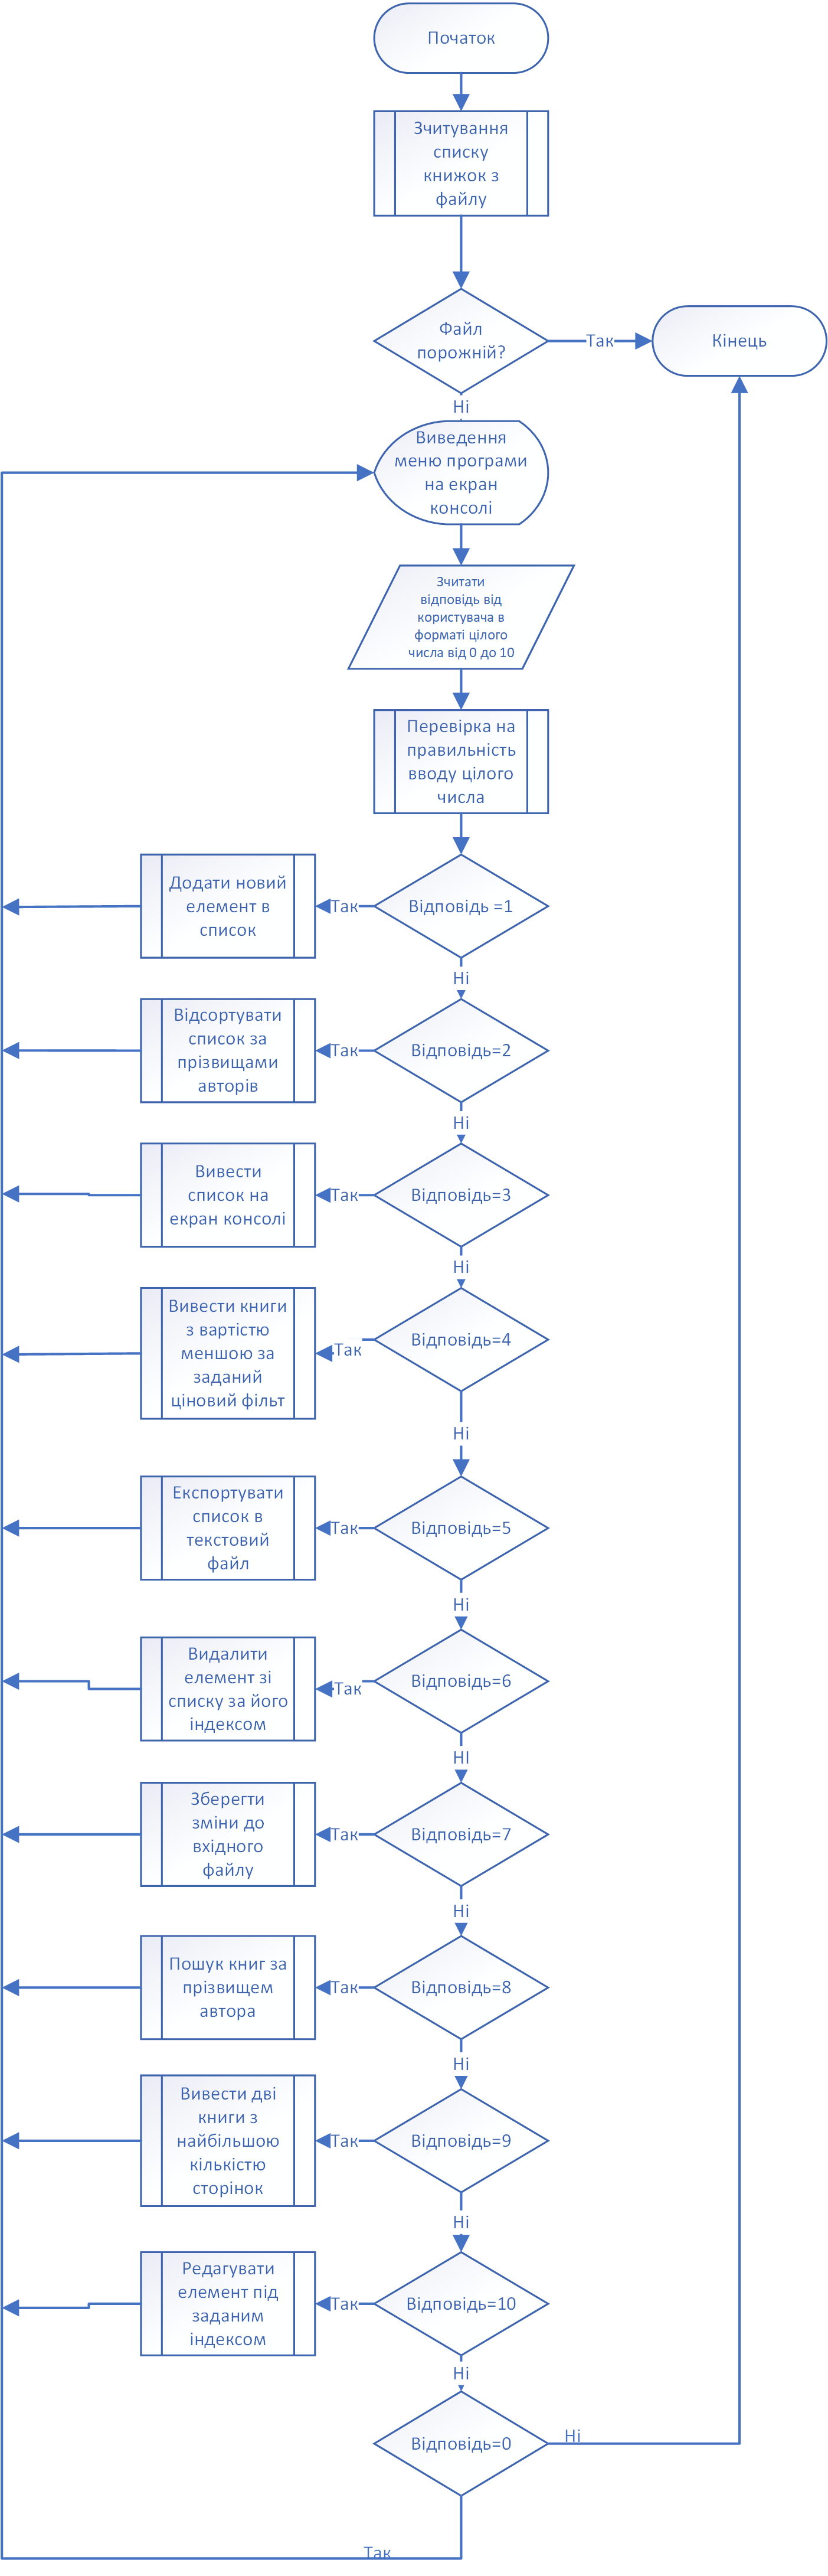 Початок
Зчитування
списку
книжок з
файлу
Файл
порожній?
Так
Кінець
Ні
Виведення
меню програми
на екран
консолі
Зчитати
відповідь від
користувача в
форматі цілого
числа від 0 до 10
Перевірка на
правильність
вводу цілого
числа
Додати новий
елемент в
список
Так
Відповідь =1
Ні
Відсортувати
список за
прізвищами
авторів
Так
Відповідь=2
Ні
Вивести
список на
екран консолі
Так
Відповідь=3
Ні
Вивести книги
з вартістю
меншою за
заданий
ціновий фільт
Так
Відповідь=4
Ні
Експортувати
список в
текстовий
файл
Так
Відповідь=5
Ні
Видалити
елемент зі
списку за його
індексом
Так
Відповідь=6
НІ
Зберегти
зміни до
вхідного
файлу
Так
Відповідь=7
Ні
Пошук книг за
прізвищем
автора
Так
Відповідь=8
Ні
Вивести дві
книги з
найбільшою
кількістю
сторінок
Так
Відповідь=9
Ні
Редагувати
елемент під
заданим
індексом
Так
Відповідь=10
Ні
Відповідь=0
Ні
Так